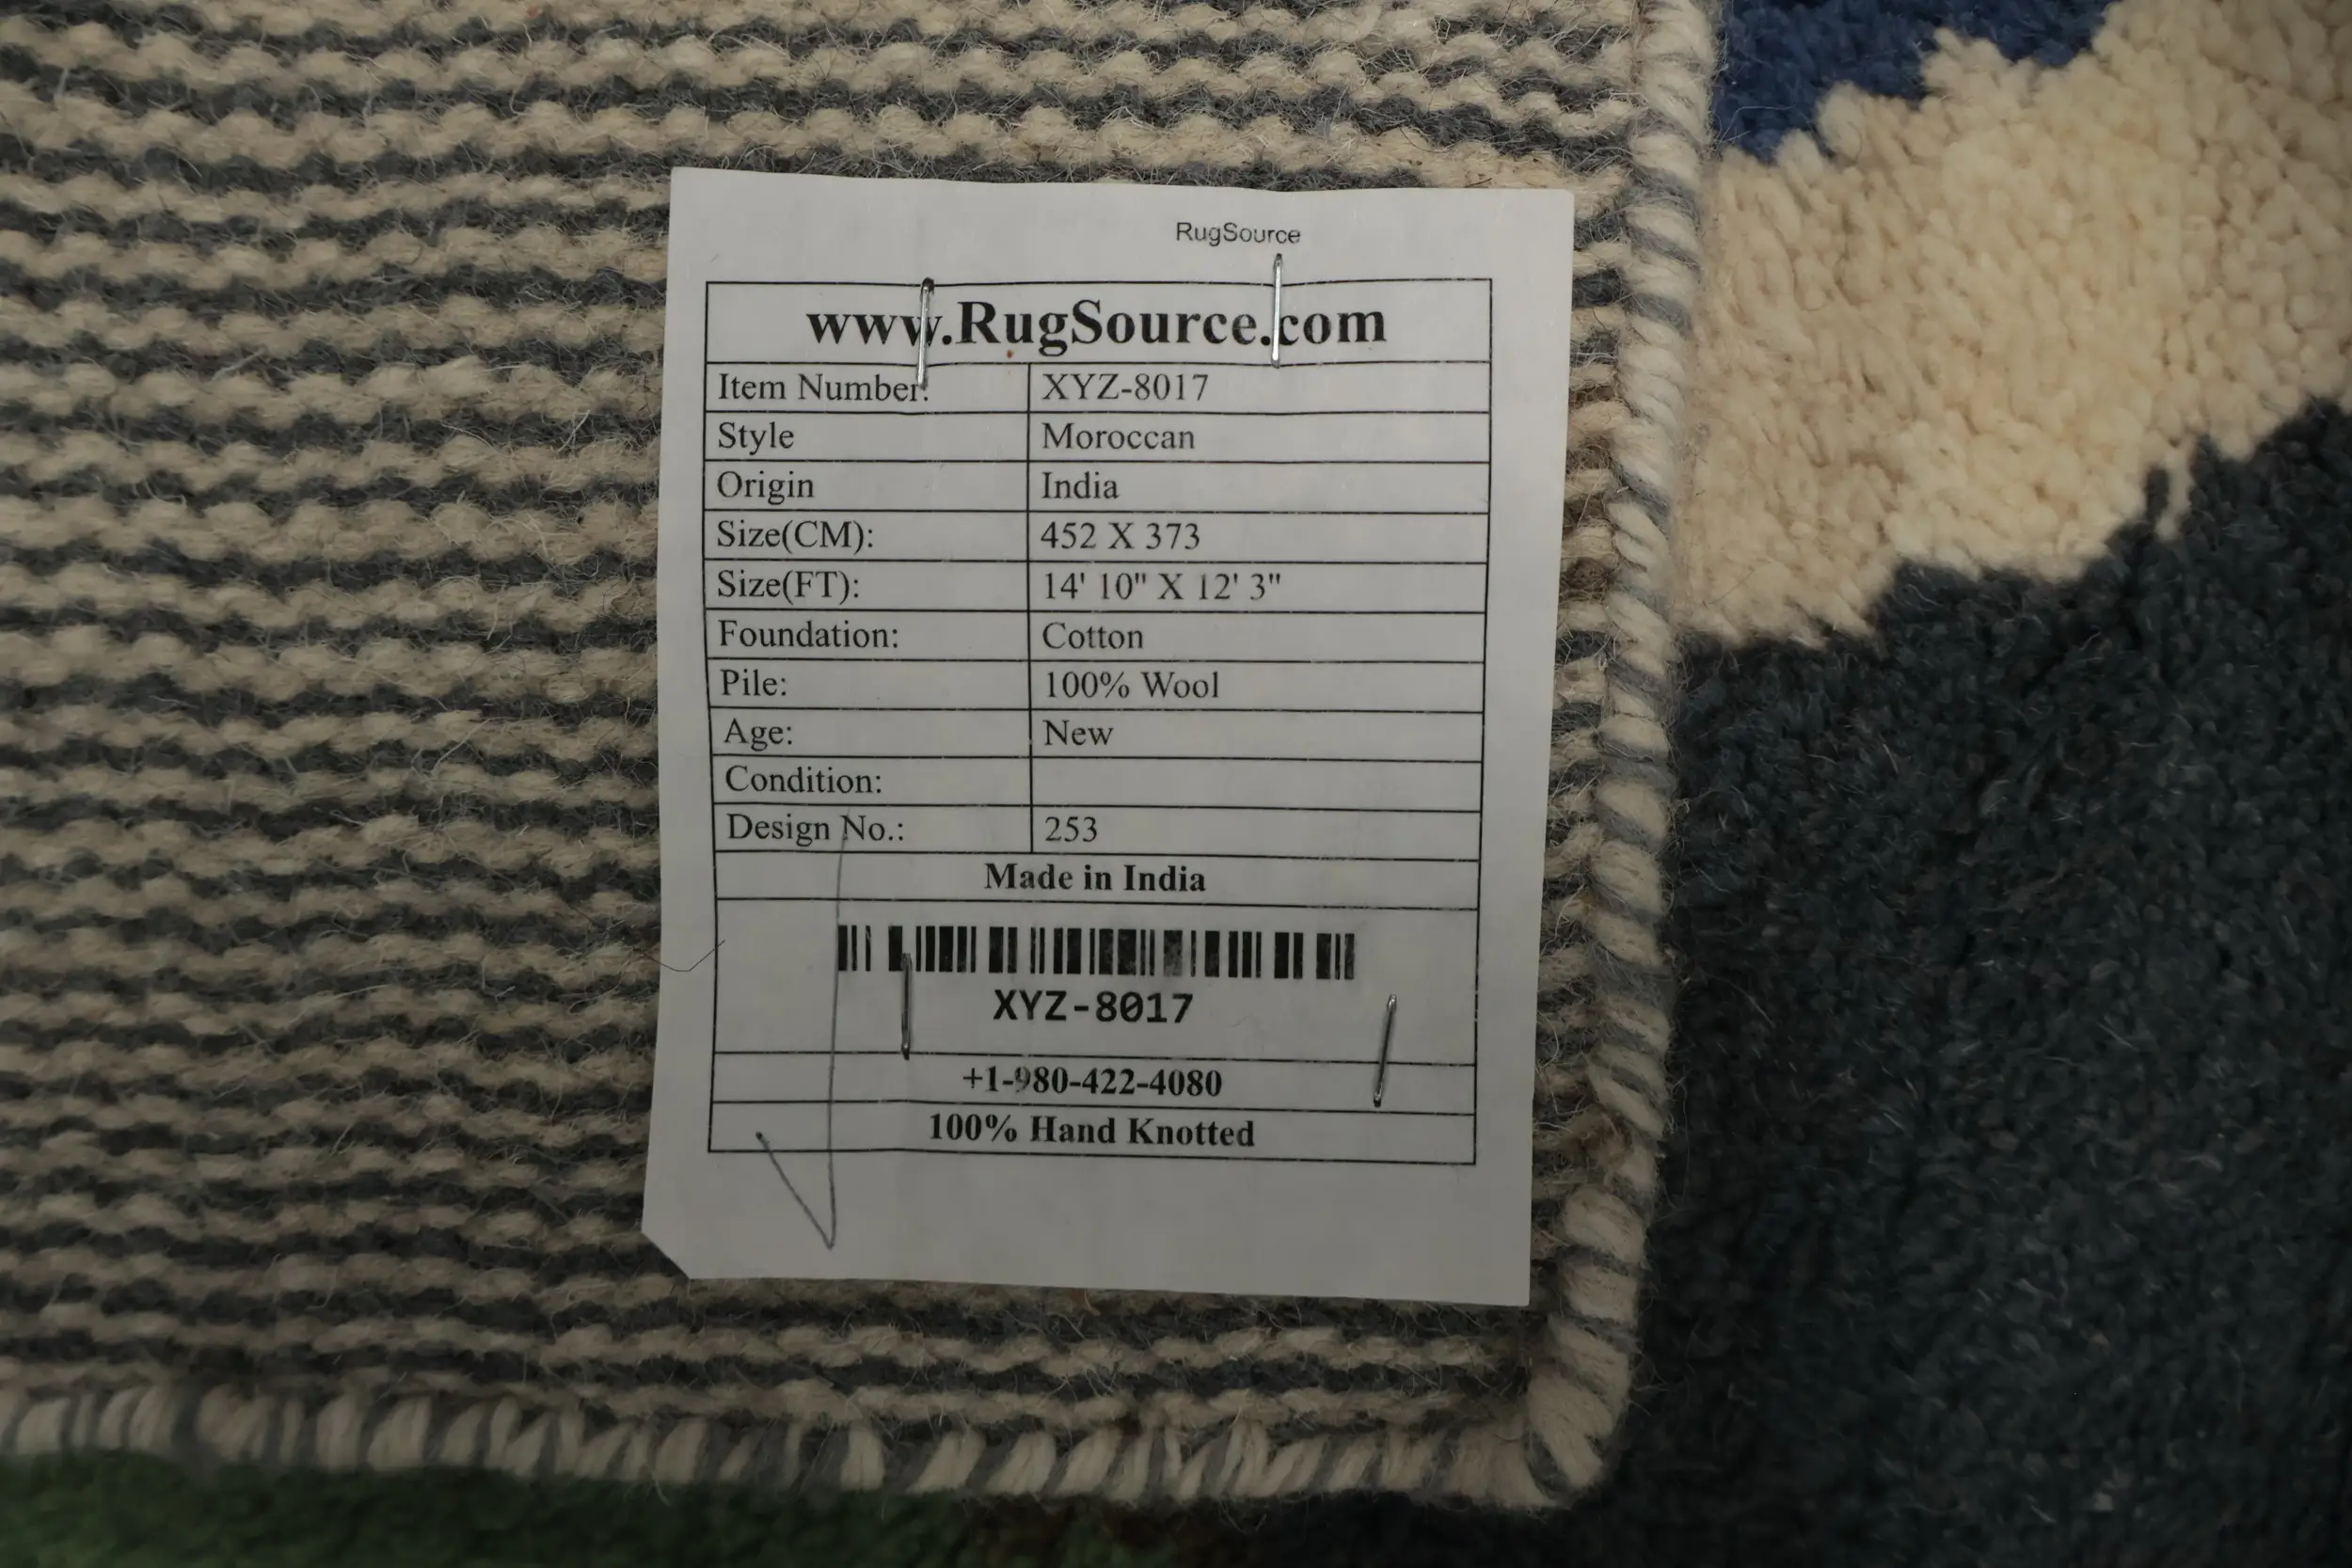 RugSource
www.RugSource.com
Item Number: XYZ-8017
Style Moroccan
Origin India
Size(CM): 452 X 373
Size(FT): 14' 10" X 12' 3"
Foundation: Cotton
Pile: 100% Wool
Age: New
Condition:
Design No.: 253
Made in India
XYZ-8017
+1-980-422-4080
100% Hand Knotted